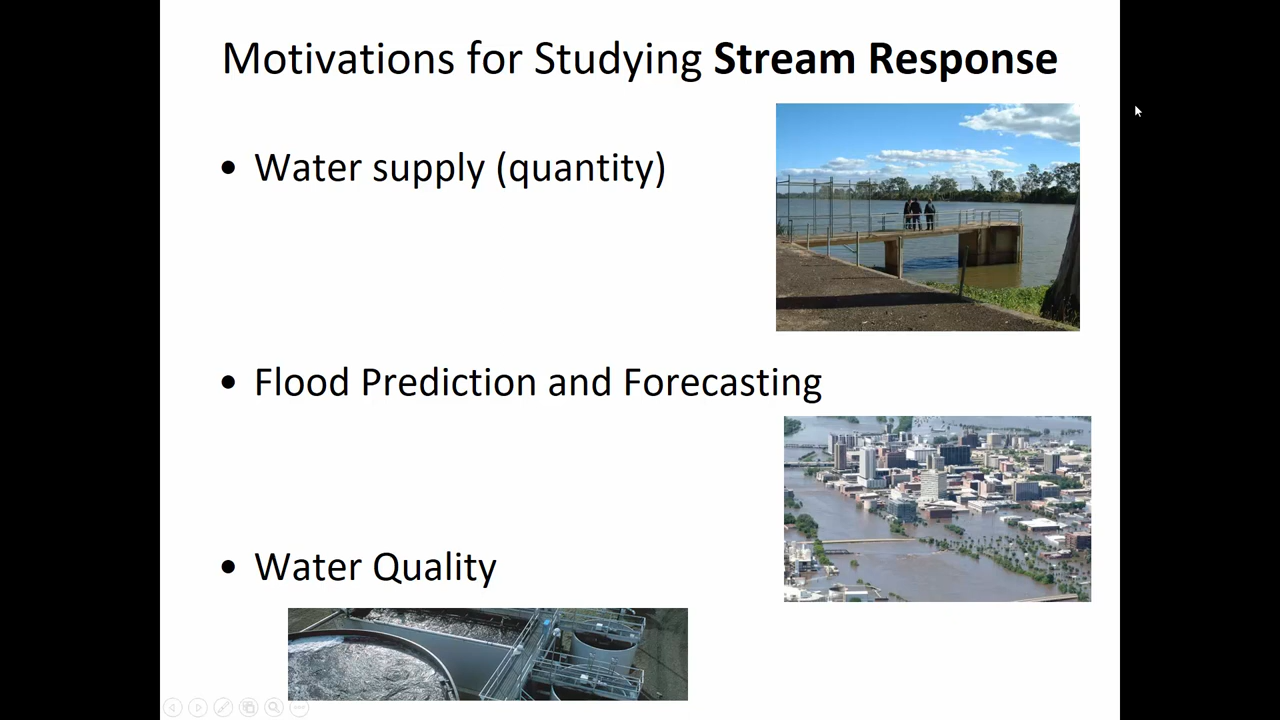 Motivations for Studying Stream Response
• Water supply (quantity)
• Flood Prediction and Forecasting
• Water Quality